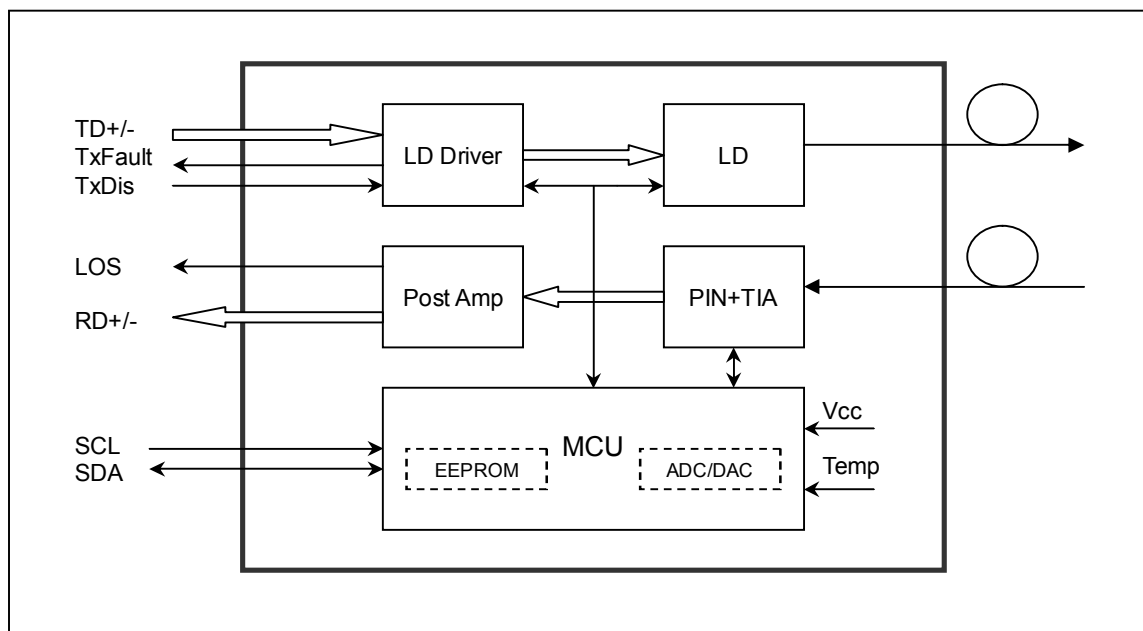 TD+/-
TxFault
TxDis
LD Driver
LD
LOS
RD+/-
Post Amp
PIN+TIA
SCL
SDA
MCU
EEPROM
ADC/DAC
Vcc
Temp